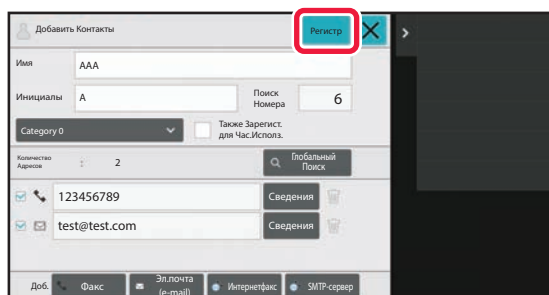 Добавить Контакты
Регистр
Имя
AAA
Инициалы
A
Поиск
Номера
6
Category 0
Также Зарегист.
для Час.Исполз.
Количество
Адресов
:
2
Глобальный
Поиск
123456789
Сведения
test@test.com
Сведения
Доб.
Факс
Эл.почта
(e-mail)
Интернетфакс
SMTP-сервер